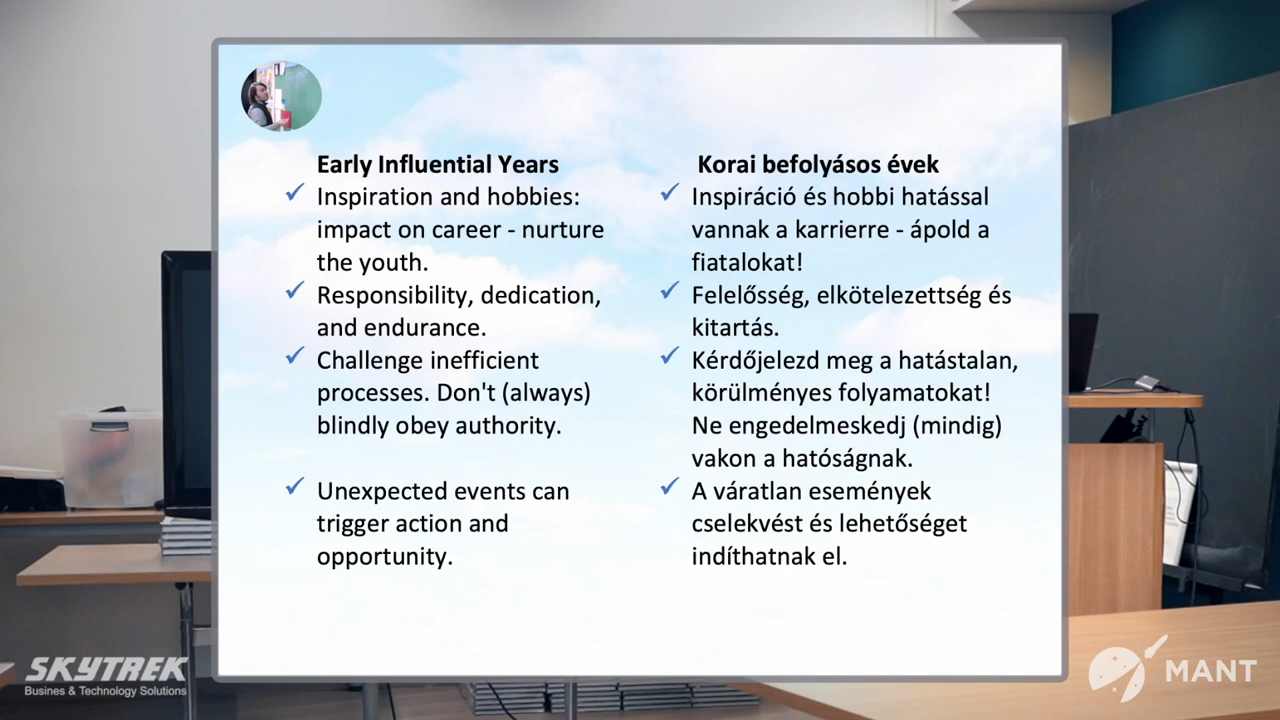 Early Influential Years
✓ Inspiration and hobbies:
impact on career - nurture
the youth.
✓ Responsibility, dedication,
and endurance.
✓ Challenge inefficient
processes. Don't (always)
blindly obey authority.
✓ Unexpected events can
trigger action and
opportunity.
Korai befolyásos évek
✓ Inspiráció és hobbi hatással
vannak a karrierre - ápold a
fiatalokat!
✓ Felelősség, elkötelezettség és
kitartás.
✓ Kérdőjelezd meg a hatástalan,
körülményes folyamatokat!
Ne engedelmeskedj (mindig)
vakon a hatóságnak.
✓ A váratlan események
cselekvést és lehetőséget
indíthatnak el.
SKYTREK
Busines & Technology Solutions
MANT